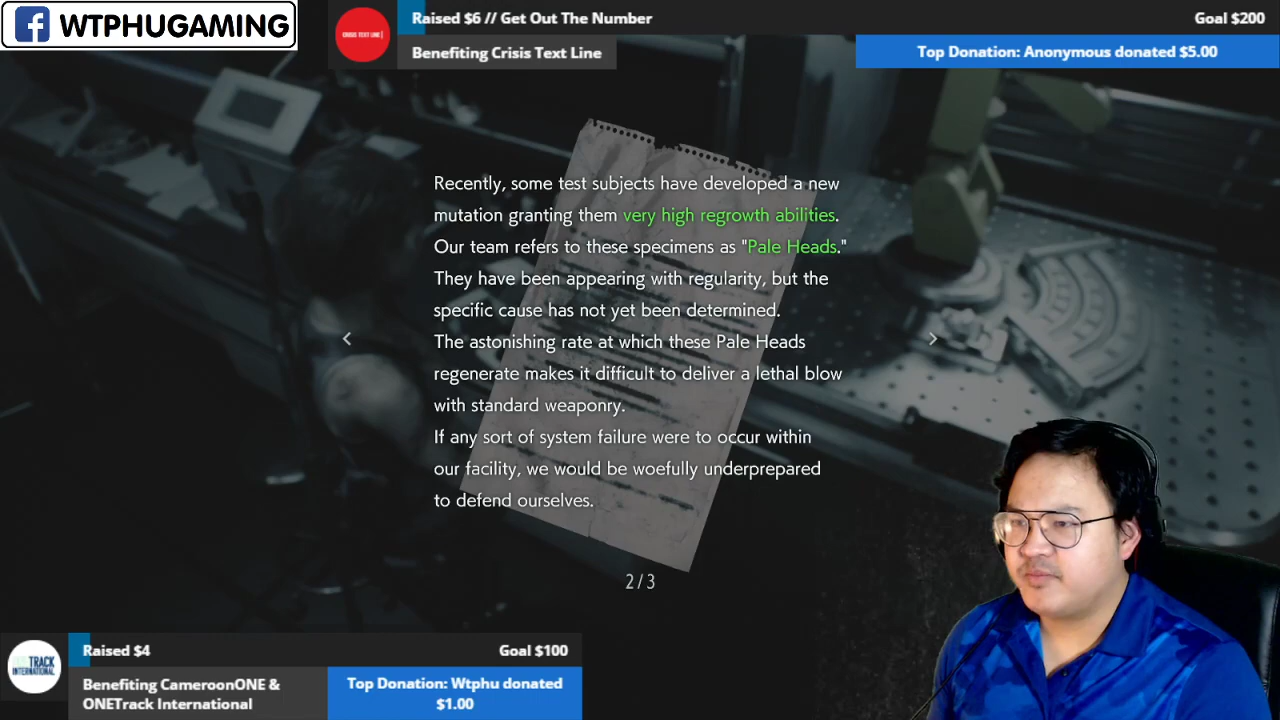 WTPHUGAMING
CRISIS TEXT LINE
Raised $6 // Get Out The Number
Goal $200
Benefiting Crisis Text Line
Top Donation: Anonymous donated $5.00
Recently, some test subjects have developed a new
mutation granting them very high regrowth abilities.
Our team refers to these specimens as "Pale Heads."
They have been appearing with regularity, but the
specific cause has not yet been determined.
The astonishing rate at which these Pale Heads
regenerate makes it difficult to deliver a lethal blow
with standard weaponry.
If any sort of system failure were to occur within
our facility, we would be woefully underprepared
to defend ourselves.
2 / 3
TRACK
INTERNATIONAL
Raised $4
Goal $100
Benefiting CameroonONE &
ONETrack International
Top Donation: Wtphu donated
$1.00